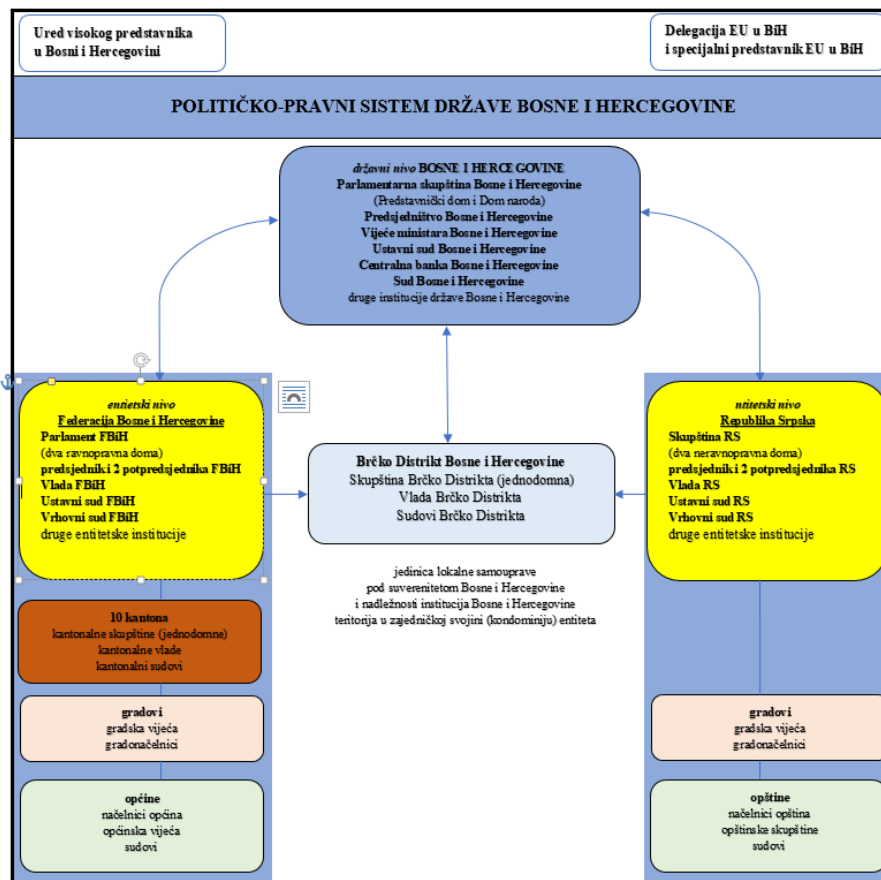 Ured visokog predstavnika
u Bosni i Hercegovini
Delegacija EU u BiH
i specijalni predstavnik EU u BiH
POLITIČKO-PRAVNI SISTEM DRŽAVE BOSNE I HERCEGOVINE
državni nivo BOSNE I HERCEGOVINE
Parlamentarna skupština Bosne i Hercegovine
(Predstavnički dom i Dom naroda)
Predsjedništvo Bosne i Hercegovine
Vijeće ministara Bosne i Hercegovine
Ustavni sud Bosne i Hercegovine
Centralna banka Bosne i Hercegovine
Sud Bosne i Hercegovine
druge institucije države Bosne i Hercegovine
entietski nivo
Federacija Bosne i Hercegovine
Parlament FBiH
(dva ravnopravna doma)
predsjednik i 2 potpredsjednika FBiH
Vlada FBiH
Ustavni sud FBiH
Vrhovni sud FBiH
druge entitetske institucije
Brčko Distrikt Bosne i Hercegovine
Skupština Brčko Distrikta (jednodomna)
Vlada Brčko Distrikta
Sudovi Brčko Distrikta
jedinica lokalne samouprave
pod suverenitetom Bosne i Hercegovine
i nadležnosti institucija Bosne i Hercegovine
teritorija u zajedničkoj svojini (kondominiju) entiteta
ntitetski nivo
Republika Srpska
Skupština RS
(dva neravnopravna doma)
predsjednik i 2 potpredsjednika RS
Vlada RS
Ustavni sud RS
Vrhovni sud RS
druge entitetske institucije
10 kantona
kantonalne skupštine (jednodomne)
kantonalne vlade
kantonalni sudovi
gradovi
gradska vijeća
gradonačelnici
općine
načelnici općina
općinska vijeća
sudovi
gradovi
gradska vijeća
gradonačelnici
opštine
načelnici opština
opštinske skupštine
sudovi